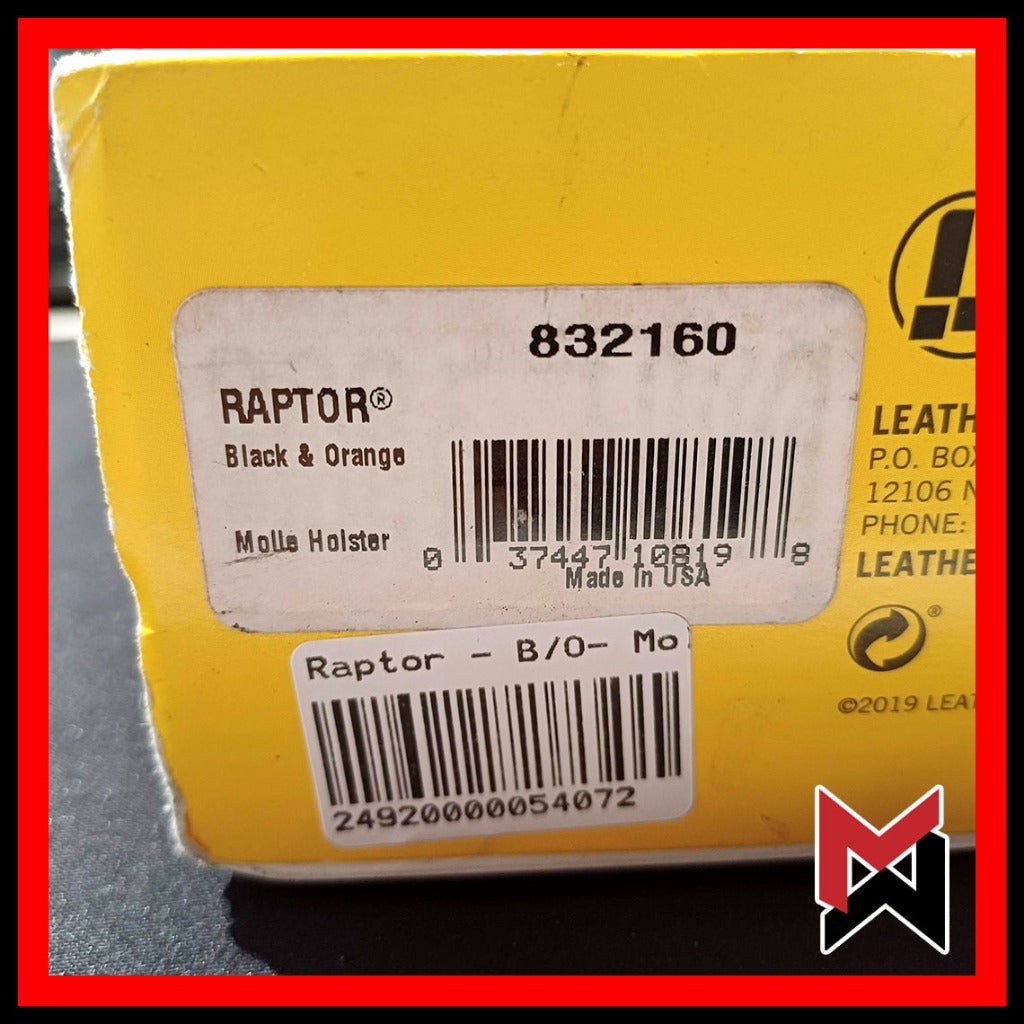 832160
RAPTOR®
Black & Orange
Molle Holster
0 37447 10819 8
Made In USA
LEATH
P.O. BOX
12106 N
PHONE:
LEATHE
®
©2019 LEAT
Raptor - B/O- Mo
24920000054072